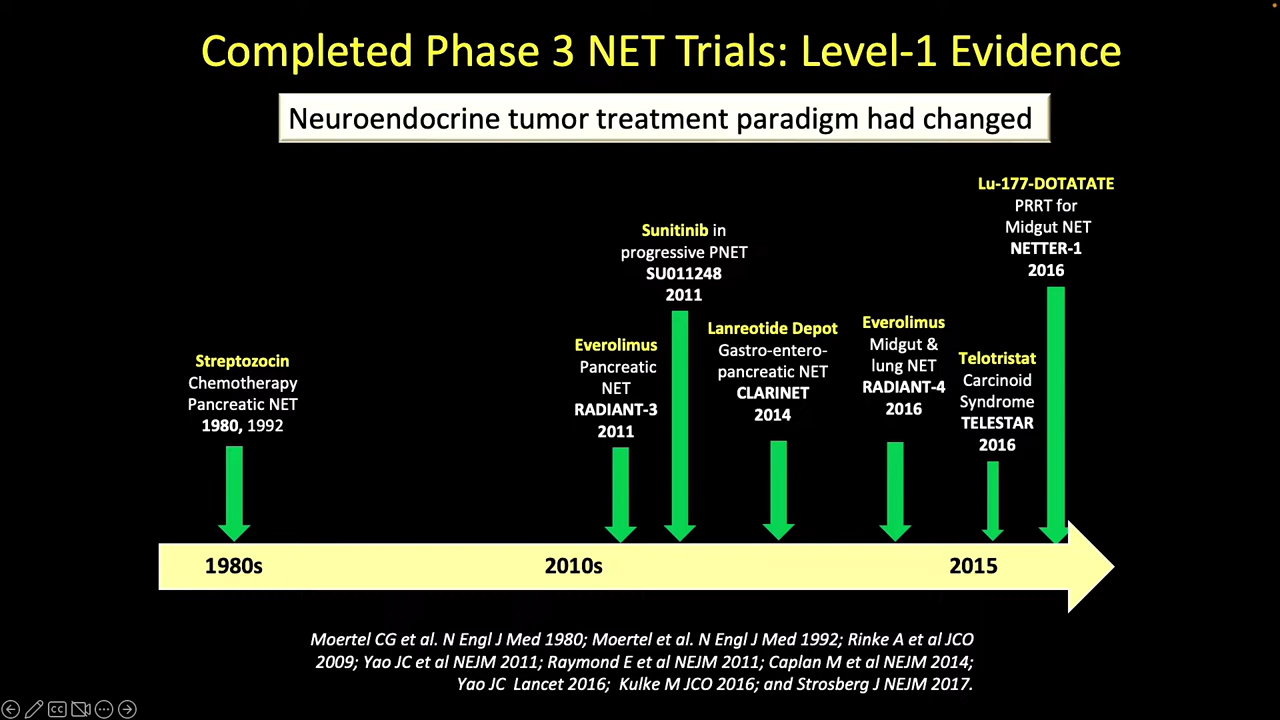 Completed Phase 3 NET Trials: Level-1 Evidence
Neuroendocrine tumor treatment paradigm had changed
Streptozocin
Chemotherapy
Pancreatic NET
1980, 1992
Everolimus
Pancreatic
NET
RADIANT-3
2011
Sunitinib in
progressive PNET
SU011248
2011
Lanreotide Depot
Gastro-entero-
pancreatic NET
CLARINET
2014
Everolimus
Midgut &
lung NET
RADIANT-4
2016
Telotristat
Carcinoid
Syndrome
TELESTAR
2016
Lu-177-DOTATATE
PRRT for
Midgut NET
NETTER-1
2016
1980s
2010s
2015
Moertel CG et al. N Engl J Med 1980; Moertel et al. N Engl J Med 1992; Rinke A et al JCO
2009; Yao JC et al NEJM 2011; Raymond E et al NEJM 2011; Caplan M et al NEJM 2014;
Yao JC Lancet 2016; Kulke M JCO 2016; and Strosberg J NEJM 2017.
CC